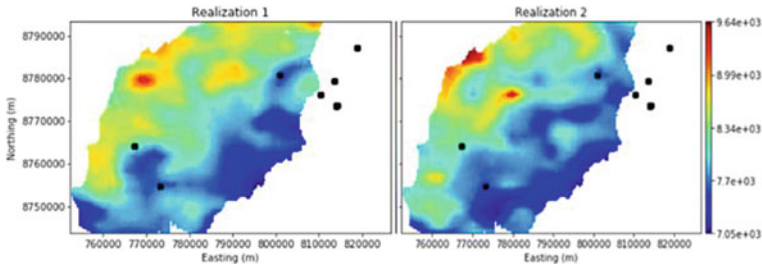 Realization 1
Realization 2
Northing (m)
8790000
8780000
8770000
8760000
8750000
760000 770000 780000 790000 800000 810000 820000
Easting (m)
760000 770000 780000 790000 800000 810000 820000
Easting (m)
9.64e+03
8.99e+03
8.34e+03
7.7e+03
7.05e+03